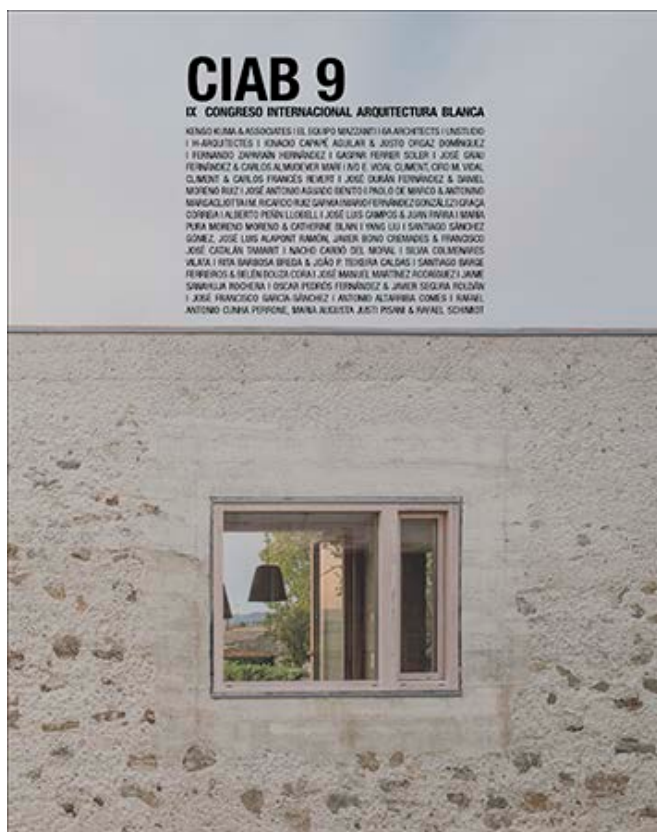 CIAB 9
IX CONGRESO INTERNACIONAL ARQUITECTURA BLANCA
KENGO KUMA & ASSOCIATES I EL EQUIPO MAZZANTI I 6A ARCHITECTS I UNSTUDIO
I H-ARQUITECTES I IGNACIO CAPAPÉ AGUILAR & JUSTO ORGAZ DOMÍNGUEZ
I FERNANDO ZAPARAÍN HERNÁNDEZ I GASPAR FERRER SOLER I JOSÉ GRAU
FERNÁNDEZ & CARLOS ALMUDEVER MARI I IVO E. VIDAL CLIMENT, CIRO M. VIDAL
CLIMENT & CARLOS FRANCÉS REVERT I JOSÉ DURÁN FERNÁNDEZ & DANIEL
MORENO RUIZ I JOSÉ ANTONIO AGUADO BENITO I PAOLO DE MARCO & ANTONINO
MARGAGLIOTTA I M. RICARDO RUIZ I MARIO FERNÁNDEZ GONZÁLEZ I GRAÇA
CORREIA I ALBERTO PEÑÍN LLOBELL I JOSÉ LUIS CAMPOS & JUAN PARRA I MARÍA
PURA MORENO MORENO & CATHERINE BLAIN I YANG LIU I SANTIAGO SÁNCHEZ
GÓMEZ, JOSÉ LUIS ALAPONT RAMÓN, JAVIER BONO CREMADES & FRANCISCO
JOSÉ CATALÁN TAMARIT I NACHO CARBÓ DEL MORAL I SILVIA COLMENARES
VILATA I RITA BARBOSA BREDA & JOÃO P. TEIXEIRA CALDAS I SANTIAGO BARGE
FERREIROS & BELÉN BOUZA CORA I JOSÉ MANUEL MARTÍNEZ RODRÍGUEZ I JAIME
SANAHUJA ROCHERA I OSCAR PEDRÓS FERNÁNDEZ & JAVIER SEGURA ROLDÁN
I JOSÉ FRANCISCO GARCÍA-SÁNCHEZ I ANTONIO ALTARRIBA COMES I RAFAEL
ANTONIO CUNHA PERRONE, MARIA AUGUSTA JUSTI PISANI & RAFAEL SCHIMIDT